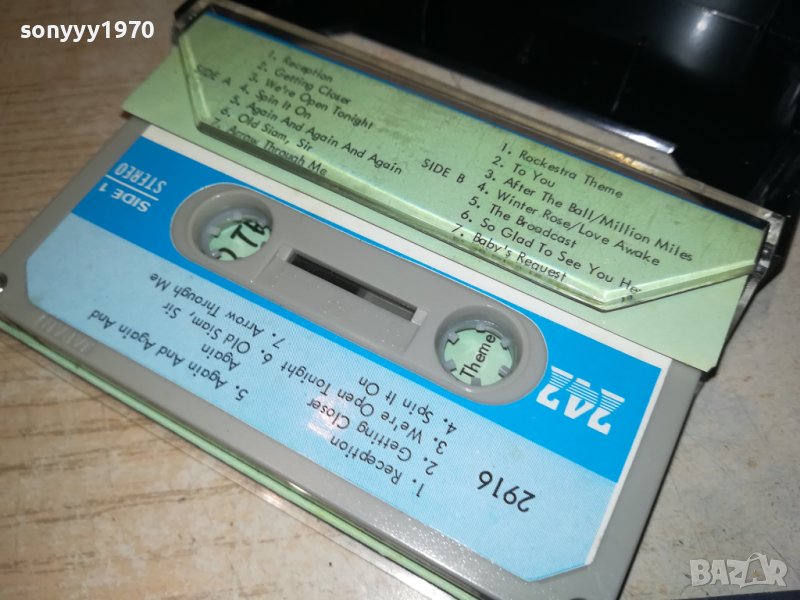 sonyyy1970
SIDE A
1. Reception
2. Getting Closer
3. We're Open Tonight
4. Spin It On
5. Again And Again And Again
6. Old Siam, Sir
7. Arrow Through Me
SIDE B
1. Rockestra Theme
2. To You
3. After The Ball/Million Miles
4. Winter Rose/Love Awake
5. The Broadcast
6. So Glad To See You
7. Baby's Request
SIDE 1
STEREO
747
2916
1. Reception
2. Getting Closer
3. We're Open Tonight
4. Spin It On
5. Again And Again And
Again
6. Old Siam, Sir
7. Arrow Through Me
Theme
BAZAR